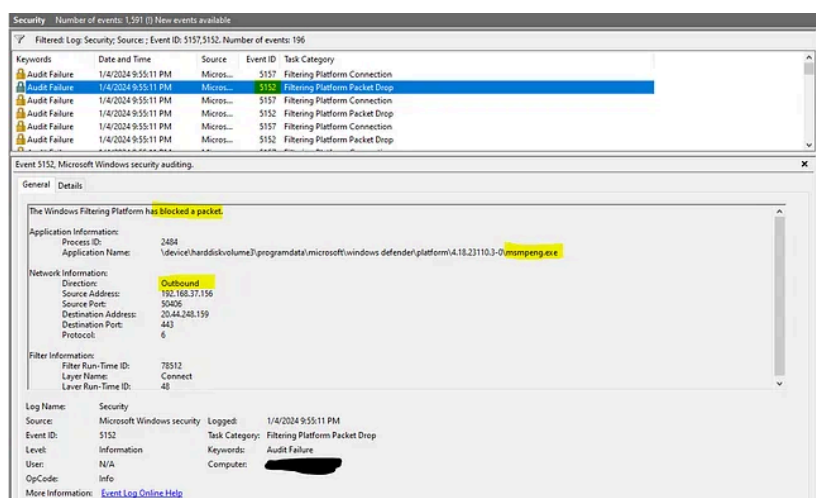 Security Number of events: 1,591 (!) New events available
Filtered: Log: Security; Source: ; Event ID: 5157,5152. Number of events: 196
Keywords Date and Time Source Event ID Task Category
Audit Failure 1/4/2024 9:55:11 PM Micros... 5157 Filtering Platform Connection
Audit Failure 1/4/2024 9:55:11 PM Micros... 5152 Filtering Platform Packet Drop
Audit Failure 1/4/2024 9:55:11 PM Micros... 5157 Filtering Platform Connection
Audit Failure 1/4/2024 9:55:11 PM Micros... 5152 Filtering Platform Packet Drop
Audit Failure 1/4/2024 9:55:11 PM Micros... 5157 Filtering Platform Connection
Audit Failure 1/4/2024 9:55:11 PM Micros... 5152 Filtering Platform Packet Drop
Event 5152, Microsoft Windows security auditing.
General Details
The Windows Filtering Platform has blocked a packet.
Application Information:
Process ID: 2484
Application Name: \device\harddiskvolume3\programdata\microsoft\windows defender\platform\4.18.23110.3-0\msmpeng.exe
Network Information:
Direction: Outbound
Source Address: 192.168.37.156
Source Port: 50406
Destination Address: 20.44.248.159
Destination Port: 443
Protocol: 6
Filter Information:
Filter Run-Time ID: 78512
Layer Name: Connect
Layer Run-Time ID: 48
Log Name: Security
Source: Microsoft Windows security Logged: 1/4/2024 9:55:11 PM
Event ID: 5152 Task Category: Filtering Platform Packet Drop
Level: Information Keywords: Audit Failure
User: N/A Computer:
OpCode: Info
More Information: Event Log Online Help